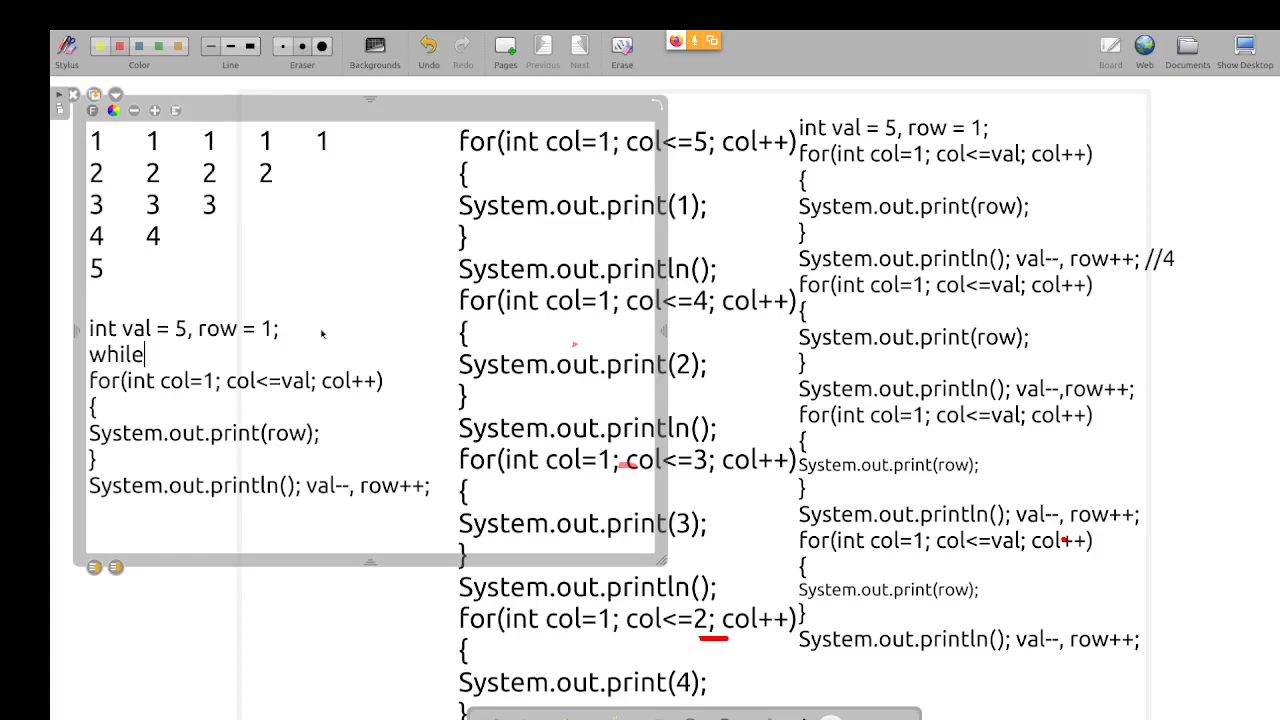 Stylus
Color
Line
Eraser
Backgrounds
Undo
Redo
Pages
Previous
Next
Erase
Board
Web
Documents
Show Desktop
1 1 1 1 1
2 2 2 2
3 3 3
4 4
5
int val = 5, row = 1;
while
for(int col=1; col<=val; col++)
{
System.out.print(row);
}
System.out.println(); val--, row++;
for(int col=1; col<=5; col++)
{
System.out.print(1);
}
System.out.println();
for(int col=1; col<=4; col++)
{
System.out.print(2);
}
System.out.println();
for(int col=1; col<=3; col++)
{
System.out.print(3);
}
System.out.println();
for(int col=1; col<=2; col++)
{
System.out.print(4);
}
int val = 5, row = 1;
for(int col=1; col<=val; col++)
{
System.out.print(row);
}
System.out.println(); val--, row++; //4
for(int col=1; col<=val; col++)
{
System.out.print(row);
}
System.out.println(); val--,row++;
for(int col=1; col<=val; col++)
{
System.out.print(row);
}
System.out.println(); val--, row++;
for(int col=1; col<=val; col++)
{
System.out.print(row);
}
System.out.println(); val--, row++;